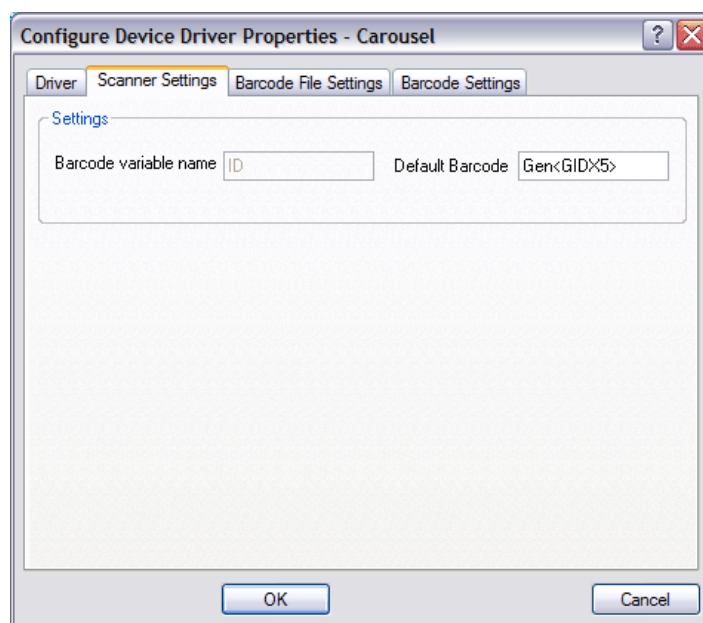 Configure Device Driver Properties - Carousel ? X
Driver Scanner Settings Barcode File Settings Barcode Settings
Settings
Barcode variable name ID Default Barcode Gen<GIDX5>
OK Cancel